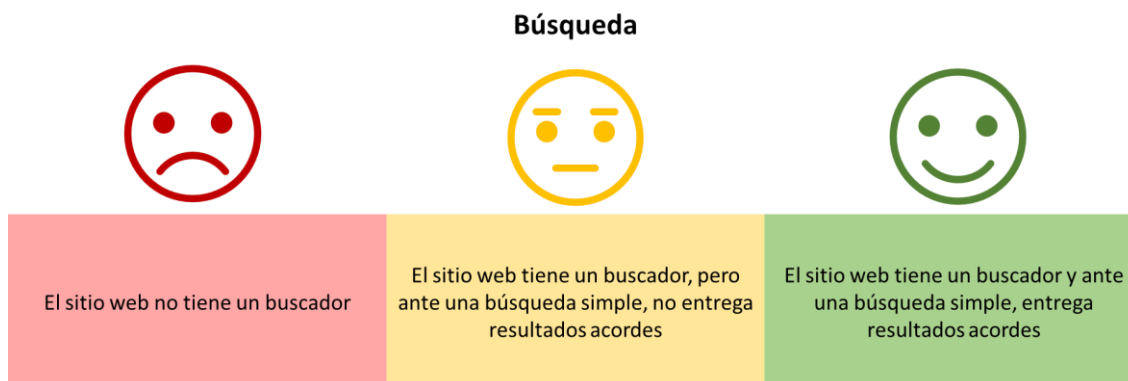 Búsqueda
El sitio web no tiene un buscador
El sitio web tiene un buscador, pero
ante una búsqueda simple, no entrega
resultados acordes
El sitio web tiene un buscador y ante
una búsqueda simple, entrega
resultados acordes